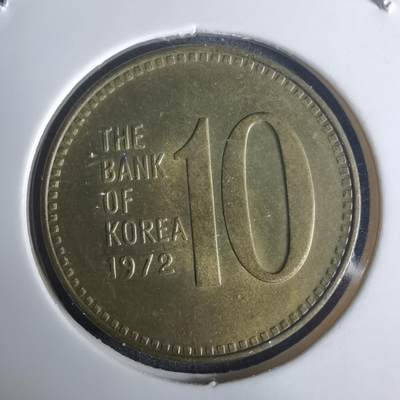 THE
BANK
OF
KOREA
1972
10